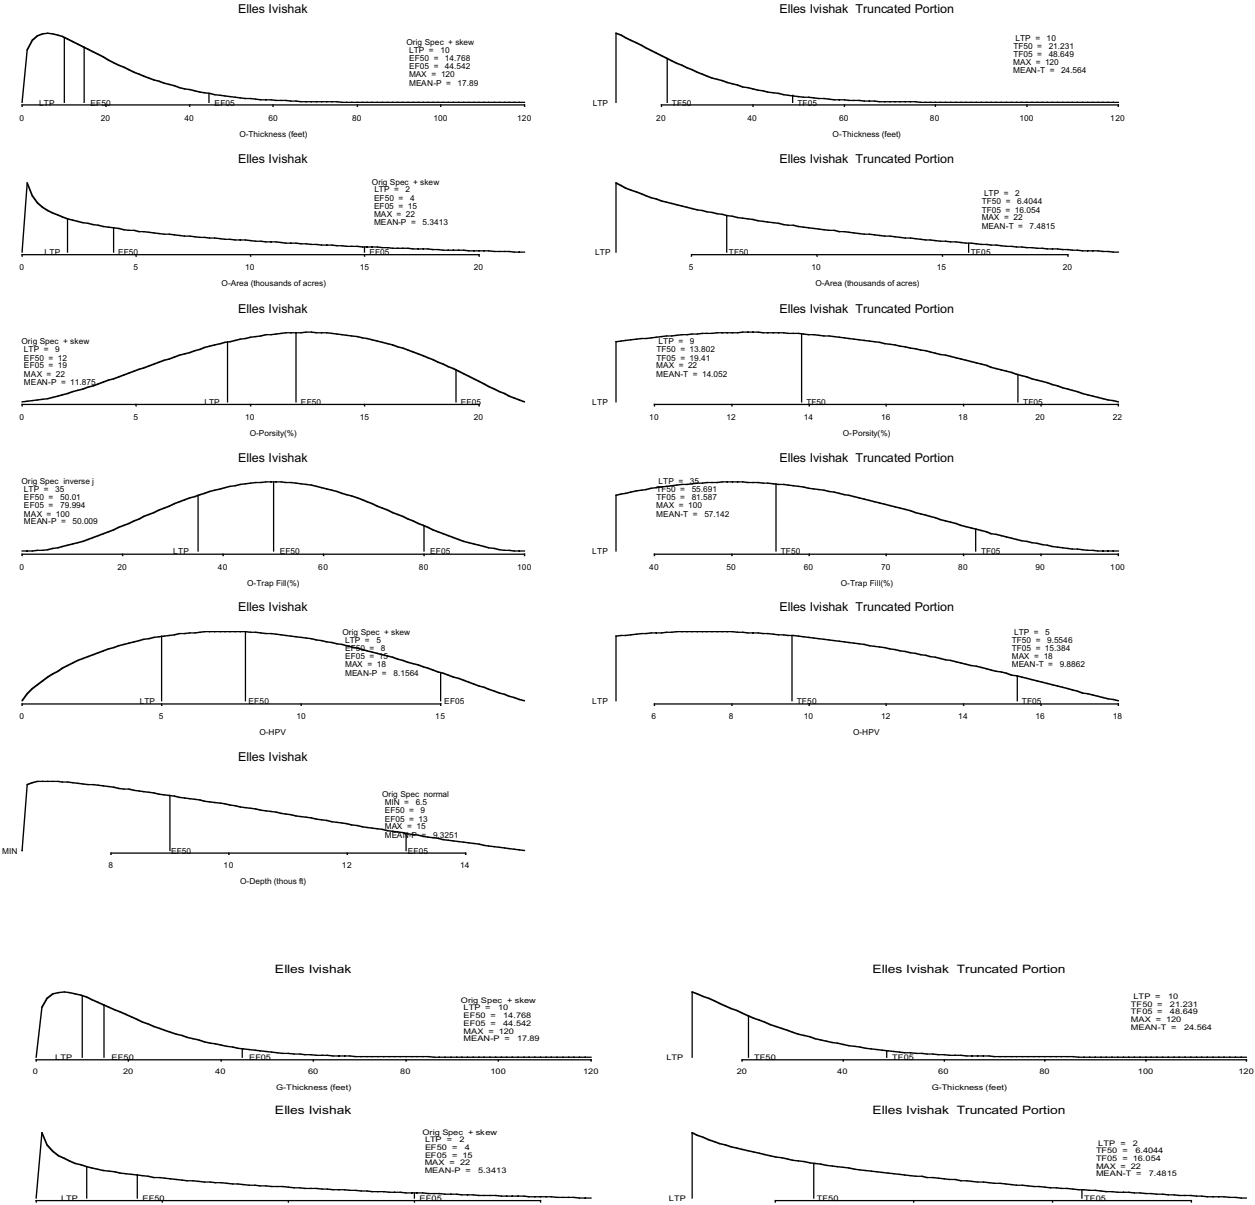 Elles Ivishak
Orig Spec + skew
LTP = 10
EF50 = 14.768
EF05 = 44.542
MAX = 120
MEAN-P = 17.89
LTP EF50 EF05
0 20 40 60 80 100 120
O-Thickness (feet)
Elles Ivishak Truncated Portion
LTP = 10
TF50 = 21.231
TF05 = 48.649
MAX = 120
MEAN-T = 24.564
LTP TF50 TF05
20 40 60 80 100 120
O-Thickness (feet)
Elles Ivishak
Orig Spec + skew
LTP = 2
EF50 = 4
EF05 = 15
MAX = 22
MEAN-P = 5.3413
LTP EF50 EF05
0 5 10 15 20
O-Area (thousands of acres)
Elles Ivishak Truncated Portion
LTP = 2
TF50 = 6.4044
TF05 = 16.054
MAX = 22
MEAN-T = 7.4815
LTP TF50 TF05
5 10 15 20
O-Area (thousands of acres)
Elles Ivishak
Orig Spec + skew
LTP = 9
EF50 = 12
EF05 = 19
MAX = 22
MEAN-P = 11.875
LTP EF50 EF05
0 5 10 15 20
O-Porsity(%)
Elles Ivishak Truncated Portion
LTP = 9
TF50 = 13.802
TF05 = 19.41
MAX = 22
MEAN-T = 14.052
LTP TF50 TF05
10 12 14 16 18 20 22
O-Porsity(%)
Elles Ivishak
Orig Spec inverse j
LTP = 35
EF50 = 50.01
EF05 = 79.994
MAX = 100
MEAN-P = 50.009
LTP EF50 EF05
0 20 40 60 80 100
O-Trap Fill(%)
Elles Ivishak Truncated Portion
LTP = 35
TF50 = 55.691
TF05 = 81.587
MAX = 100
MEAN-T = 57.142
LTP TF50 TF05
40 50 60 70 80 90 100
O-Trap Fill(%)
Elles Ivishak
Orig Spec + skew
LTP = 5
EF50 = 8
EF05 = 15
MAX = 18
MEAN-P = 8.1564
LTP EF50 EF05
0 5 10 15
O-HPV
Elles Ivishak Truncated Portion
LTP = 5
TF50 = 9.5546
TF05 = 15.384
MAX = 18
MEAN-T = 9.8862
LTP TF50 TF05
6 8 10 12 14 16 18
O-HPV
Elles Ivishak
Orig Spec normal
MIN = 6.5
EF50 = 9
EF05 = 13
MAX = 15
MEAN-P = 9.3251
MIN EF50 EF05
8 10 12 14
O-Depth (thous ft)
Elles Ivishak
Orig Spec + skew
LTP = 10
EF50 = 14.768
EF05 = 44.542
MAX = 120
MEAN-P = 17.89
LTP EF50 EF05
0 20 40 60 80 100 120
G-Thickness (feet)
Elles Ivishak Truncated Portion
LTP = 10
TF50 = 21.231
TF05 = 48.649
MAX = 120
MEAN-T = 24.564
LTP TF50 TF05
20 40 60 80 100 120
G-Thickness (feet)
Elles Ivishak
Orig Spec + skew
LTP = 2
EF50 = 4
EF05 = 15
MAX = 22
MEAN-P = 5.3413
LTP EF50 EF05
Elles Ivishak Truncated Portion
LTP = 2
TF50 = 6.4044
TF05 = 16.054
MAX = 22
MEAN-T = 7.4815
LTP TF50 TF05